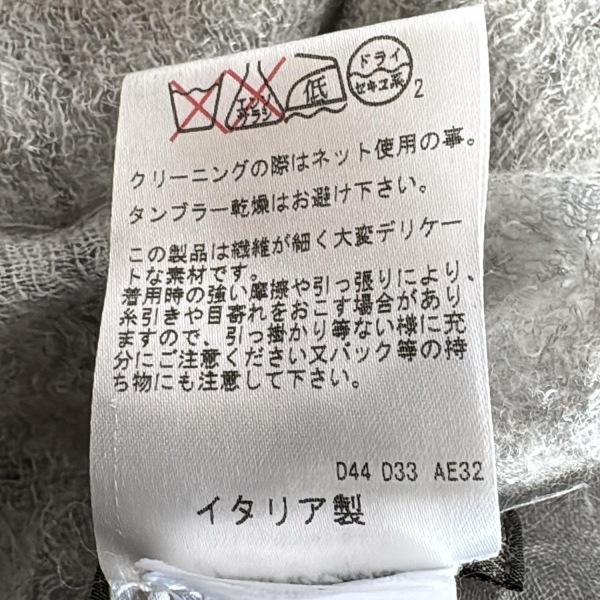 エンソ
サラシ
低
ドライ
セキユ系
2
クリーニングの際はネット使用の事。
タンブラー乾燥はお避け下さい。
この製品は繊維が細く大変デリケー
トな素材です。
着用時の強い摩擦や引っ張りにより、
糸引きや目寄れをおこす場合があり
ますので、引っ掛かり等ない様に充
分にご注意ください又バック等の持
ち物にも注意して下さい。
D44 D33 AE32
イタリア製